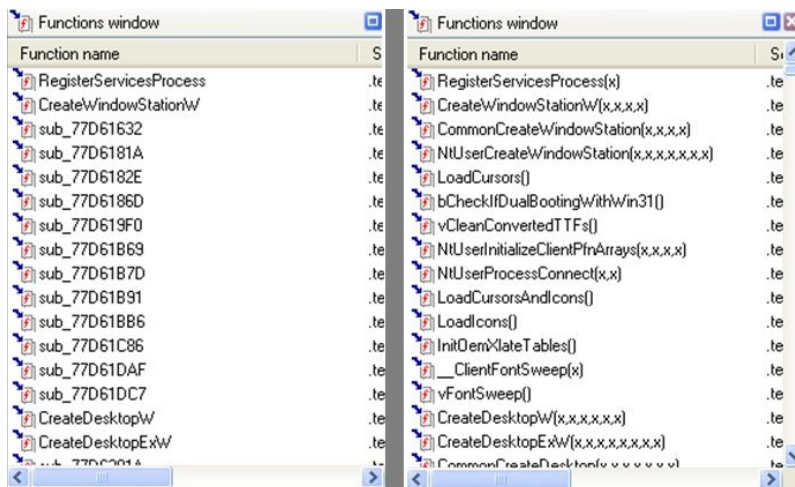 Functions window
Function name S
RegisterServicesProcess .te
CreateWindowStationW .te
sub_77D61632 .te
sub_77D6181A .te
sub_77D6182E .te
sub_77D6186D .te
sub_77D619F0 .te
sub_77D61B69 .te
sub_77D61B7D .te
sub_77D61B91 .te
sub_77D61BB6 .te
sub_77D61C86 .te
sub_77D61DAF .te
sub_77D61DC7 .te
CreateDesktopW .te
CreateDesktopExW .te
Functions window
Function name
RegisterServicesProcess(x) .te
CreateWindowStationW(x,x,x,x) .te
CommonCreateWindowStation(x,x,x,x) .te
NtUserCreateWindowStation(x,x,x,x,x,x,x) .te
LoadCursors() .te
bCheckIfDualBootingWithWin31() .te
vCleanConvertedTTFs() .te
NtUserInitializeClientPfnArrays(x,x,x,x) .te
NtUserProcessConnect(x,x) .te
LoadCursorsAndIcons() .te
LoadIcons() .te
InitOemXlateTables() .te
__ClientFontSweep(x) .te
vFontSweep() .te
CreateDesktopW(x,x,x,x,x,x) .te
CreateDesktopExW(x,x,x,x,x,x,x,x) .te
CommonCreateDesktop(x,x,x,x,x,x,x) .te